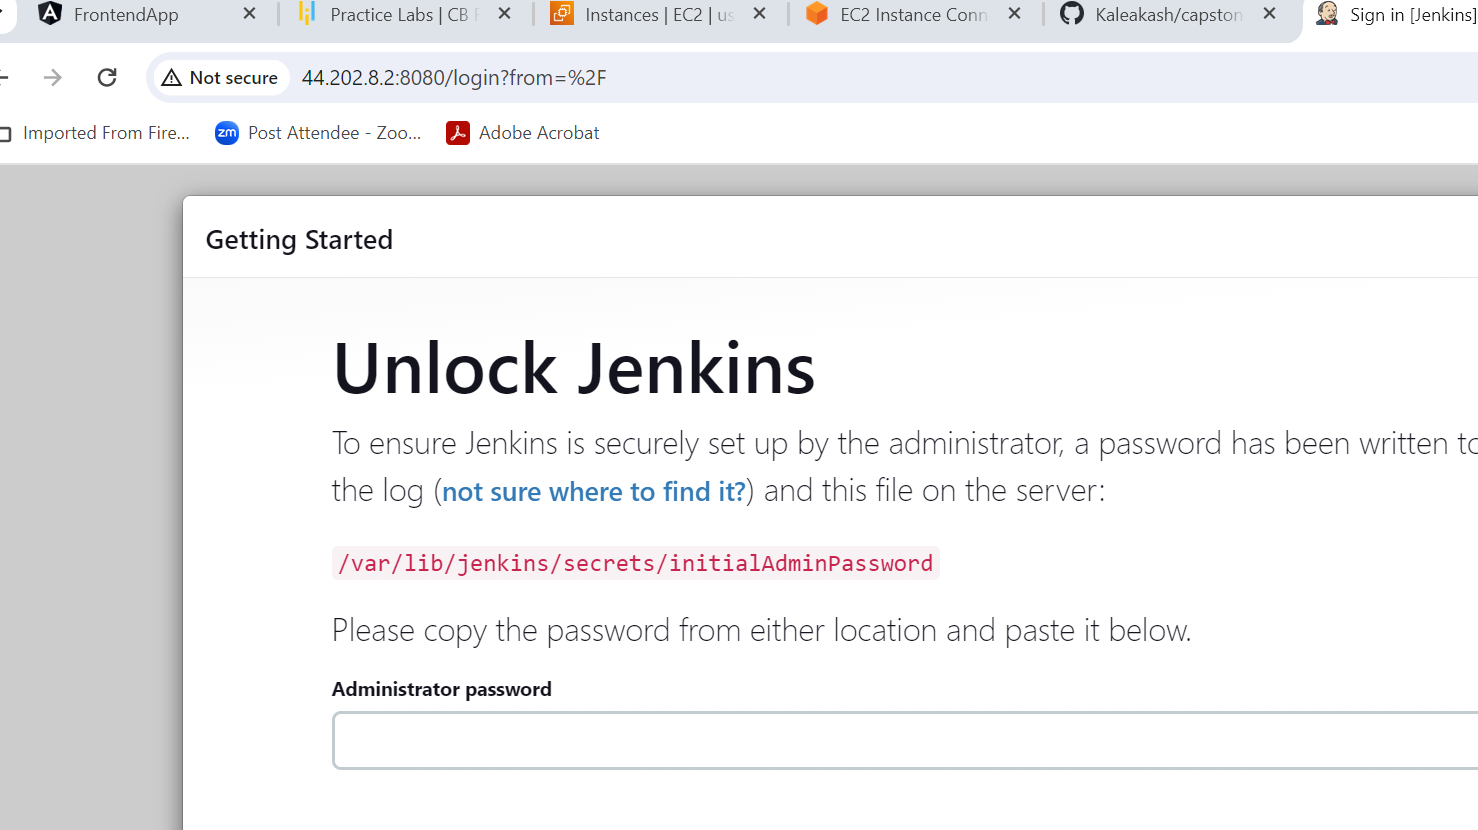 FrontendApp
Practice Labs | CB
Instances | EC2 | us
EC2 Instance Conn
Kaleakash/capston
Sign in [Jenkins]
Not secure
44.202.8.2:8080/login?from=%2F
Imported From Fire...
zm
Post Attendee - Zoo...
Adobe Acrobat
Getting Started
Unlock Jenkins
To ensure Jenkins is securely set up by the administrator, a password has been written to
the log (not sure where to find it?) and this file on the server:
/var/lib/jenkins/secrets/initialAdminPassword
Please copy the password from either location and paste it below.
Administrator password